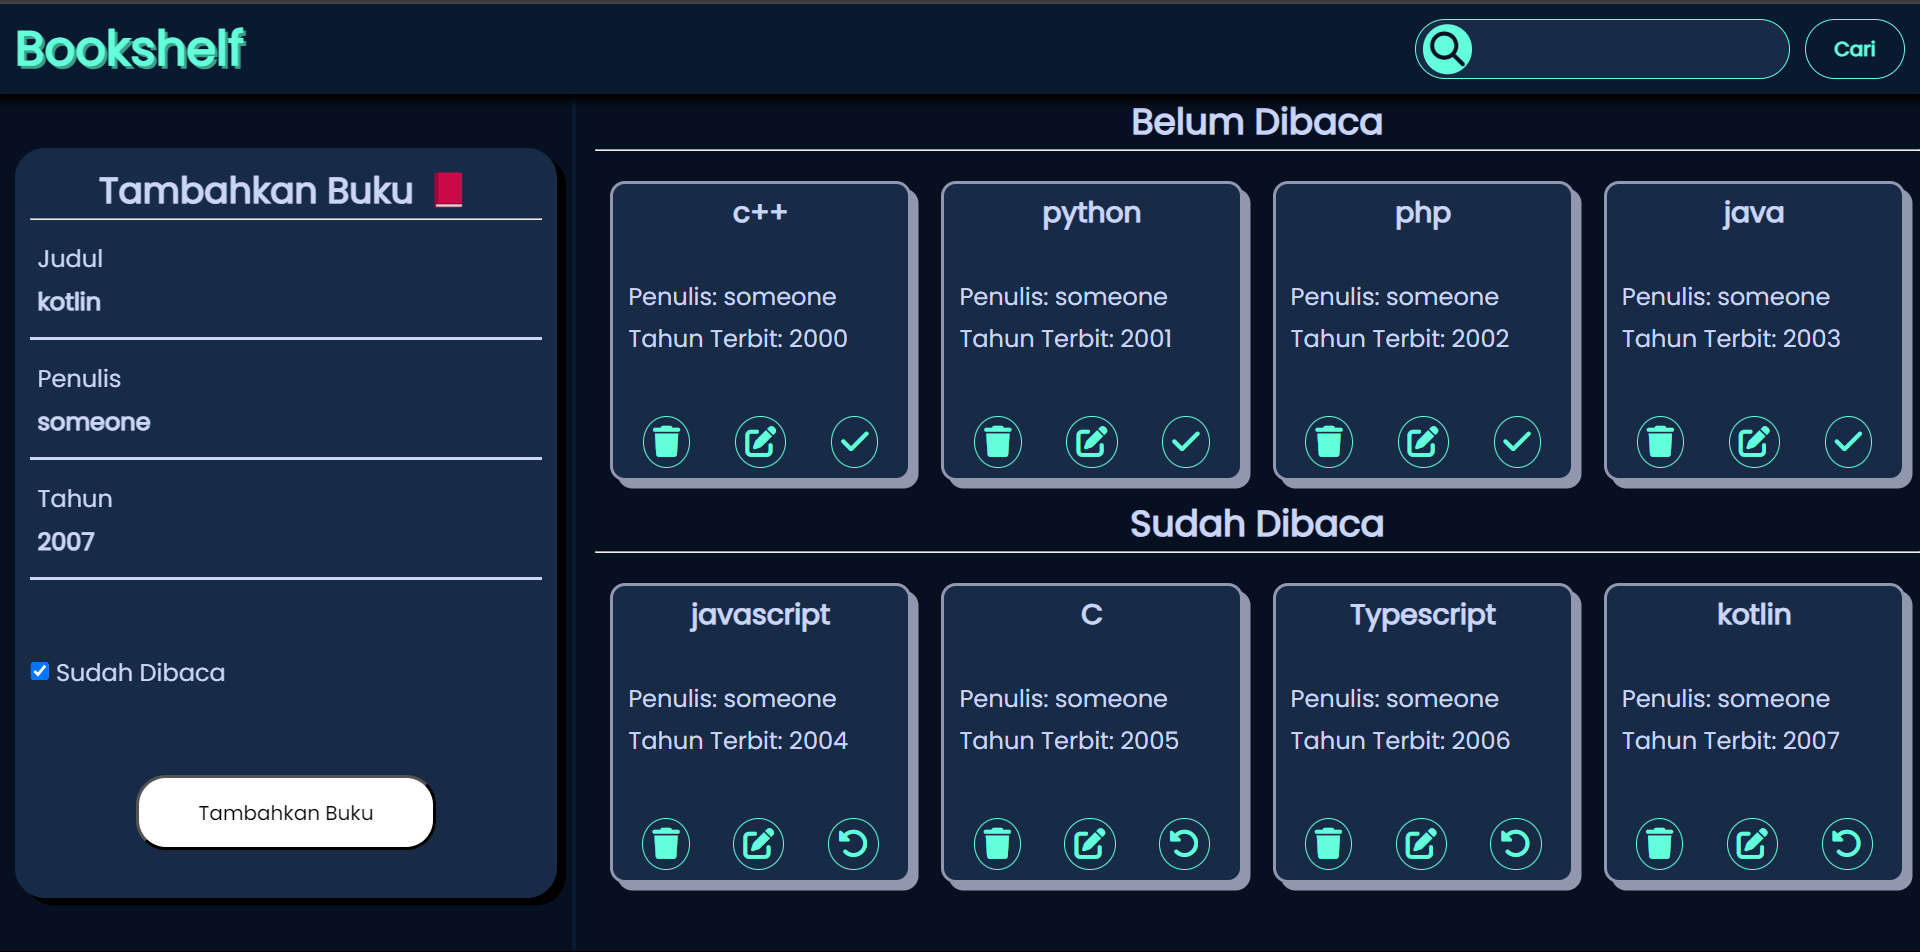 Bookshelf
Cari
Tambahkan Buku
Judul
kotlin
Penulis
someone
Tahun
2007
Sudah Dibaca
Tambahkan Buku
Belum Dibaca
c++
Penulis: someone
Tahun Terbit: 2000
python
Penulis: someone
Tahun Terbit: 2001
php
Penulis: someone
Tahun Terbit: 2002
java
Penulis: someone
Tahun Terbit: 2003
Sudah Dibaca
javascript
Penulis: someone
Tahun Terbit: 2004
C
Penulis: someone
Tahun Terbit: 2005
Typescript
Penulis: someone
Tahun Terbit: 2006
kotlin
Penulis: someone
Tahun Terbit: 2007